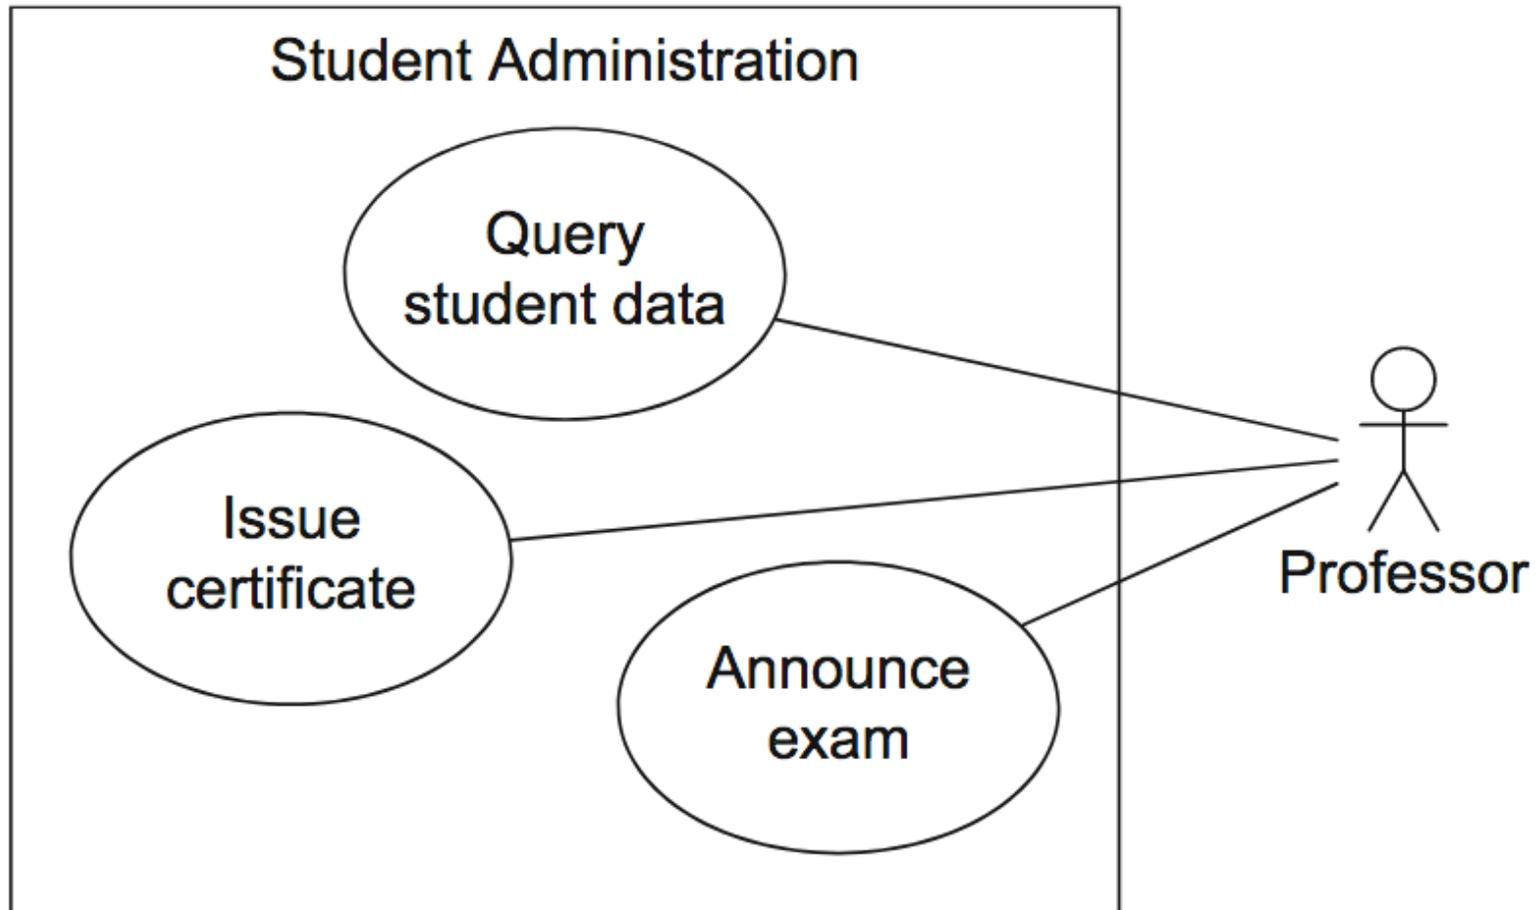 Student Administration
Query
student data
Issue
certificate
Announce
exam
Professor